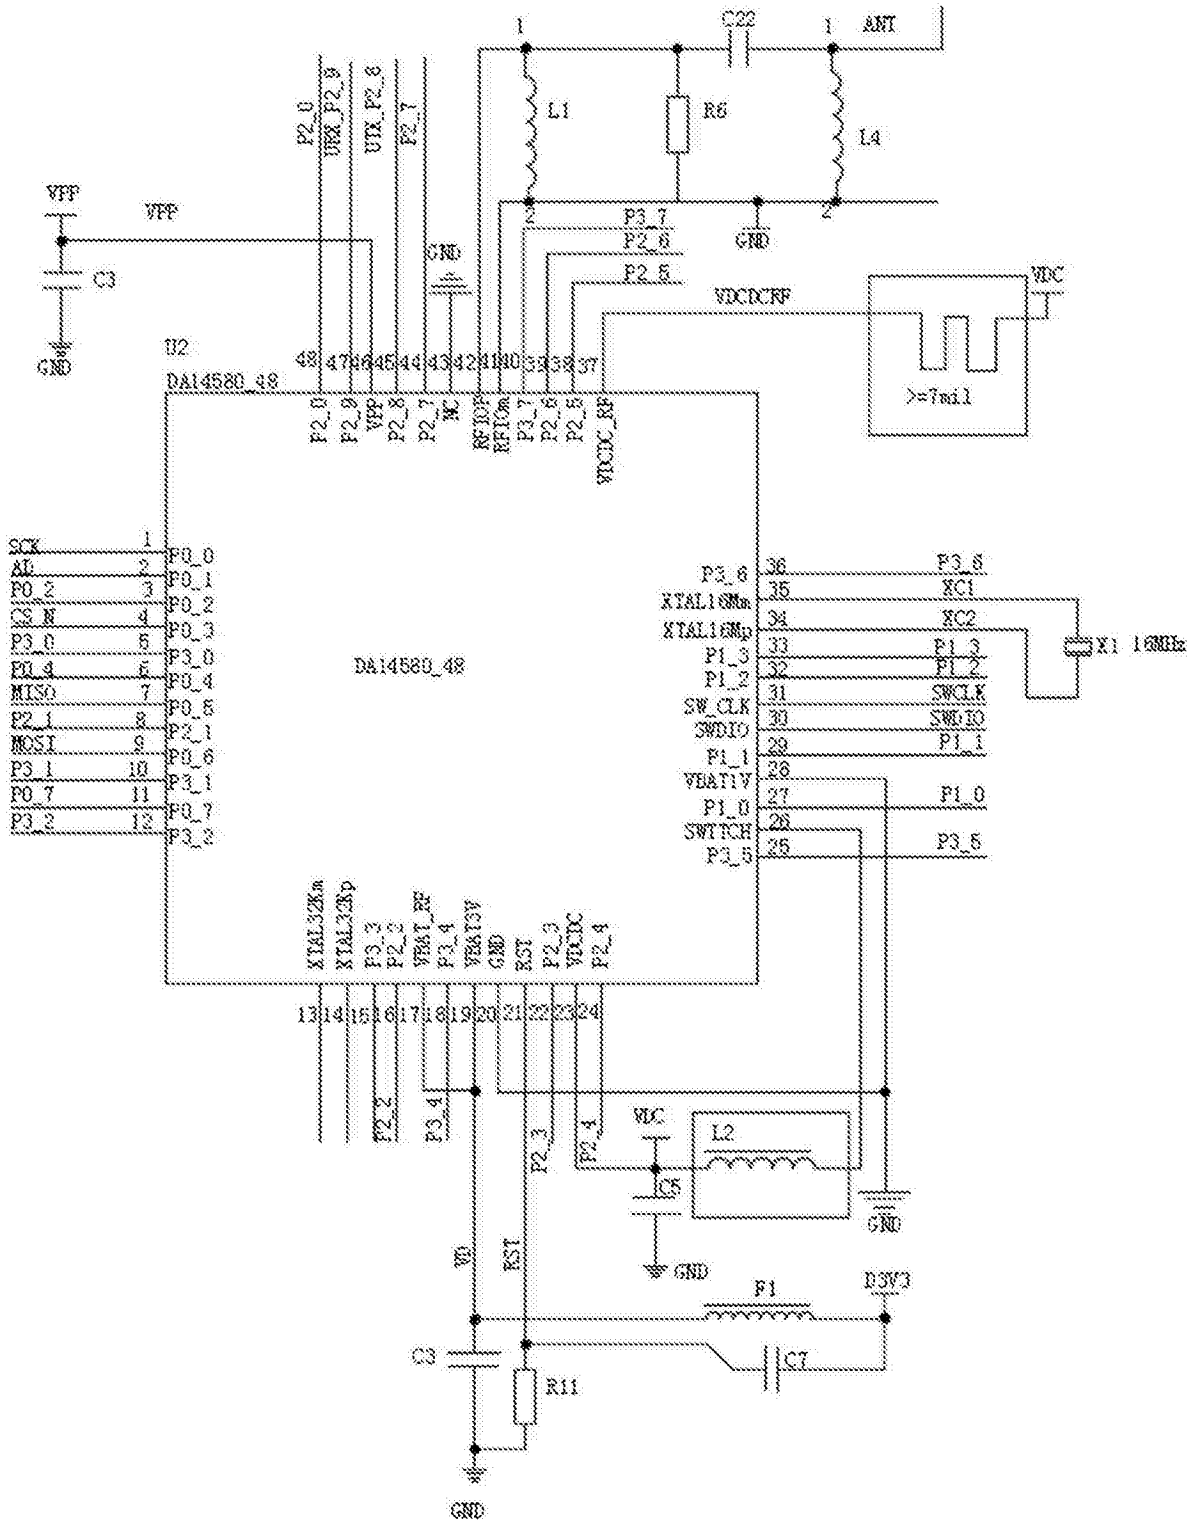 1
C22
1
ANT
P2_0
URX_P2_9
UTX_P2_8
P2_7
L1
R6
L4
VPP
VPP
C3
GND
2
2
GND
P3_7
P2_6
P2_5
GND
VDCDCRF
VDC
>=7mil
U2
DA14580_48
48
47
46
45
44
43
42
41
40
39
38
37
P2_0
P2_9
VPP
P2_8
P2_7
NC
RFIOP
RFIOm
P3_7
P2_6
P2_5
VDCDC_RF
SCK 1 P0_0
AD 2 P0_1
P0_2 3 P0_2
CS_N 4 P0_3
P3_0 5 P3_0
P0_4 6 P0_4
MISO 7 P0_5
P2_1 8 P2_1
MOSI 9 P0_6
P3_1 10 P3_1
P0_7 11 P0_7
P3_2 12 P3_2
DA14580_48
P3_6 36 P3_6
XTAL16Mm 35 XC1
XTAL16Mp 34 XC2
X1 16MHz
P1_3 33 P1_3
P1_2 32 P1_2
SW_CLK 31 SWCLK
SWDIO 30 SWDIO
P1_1 29 P1_1
VBAT1V 28
P1_0 27 P1_0
SWTTCH 26
P3_5 25 P3_5
XTAL32Km
XTAL32Kp
P3_3
P2_2
VBAT_RF
P3_4
VBAT3V
GND
RST
P2_3
VDCDC
P2_4
13
14
15
16
17
18
19
20
21
22
23
24
P2_2
P3_4
P2_3
P2_4
VDC
L2
C5
GND
GND
VD
RST
F1
D3V3
C3
C7
R11
GND